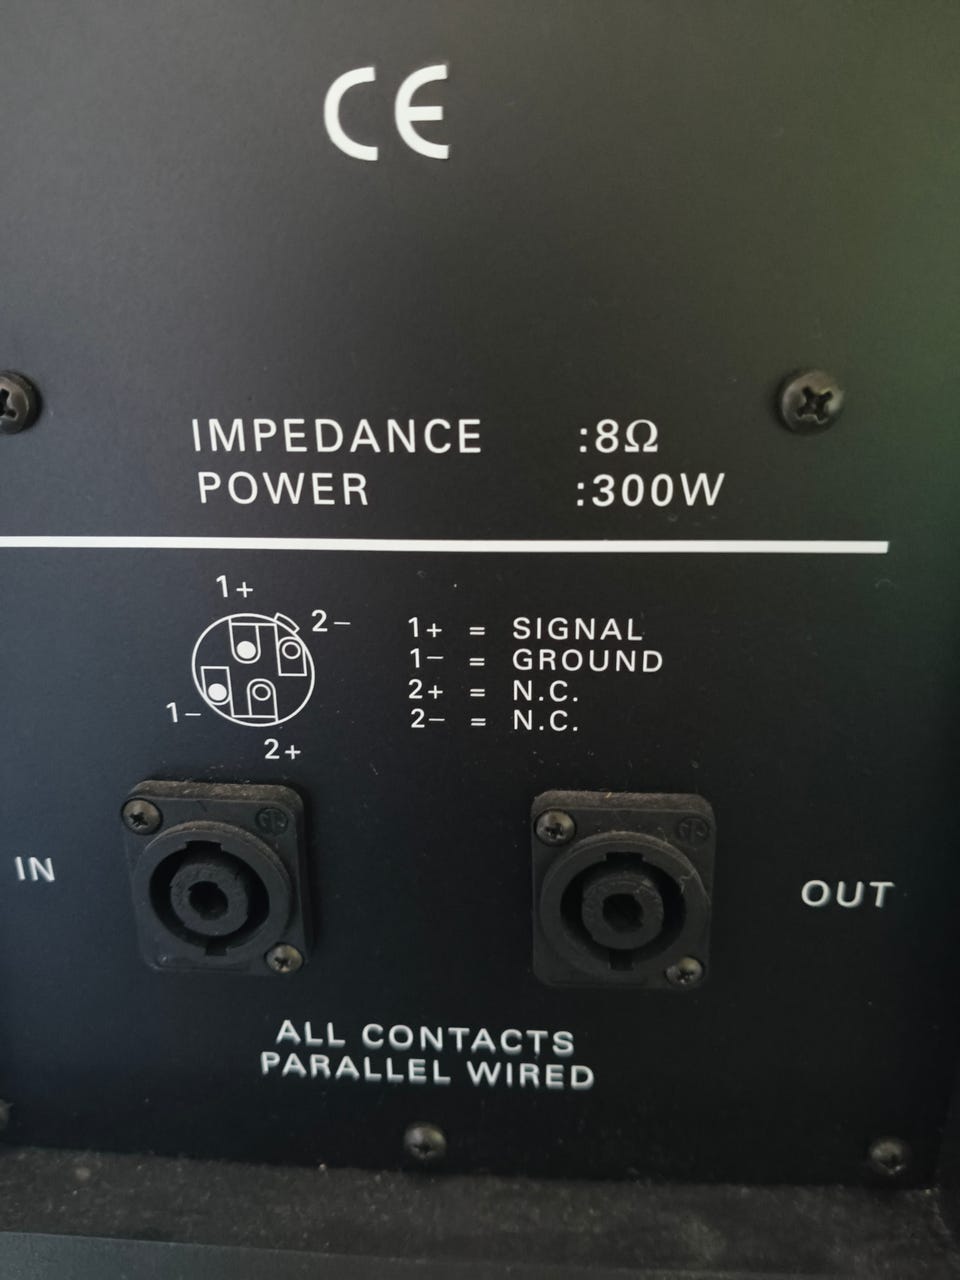 CE
IMPEDANCE :8Ω
POWER :300W
1+
2−
1−
2+
1+ = SIGNAL
1− = GROUND
2+ = N.C.
2− = N.C.
IN
OUT
ALL CONTACTS
PARALLEL WIRED